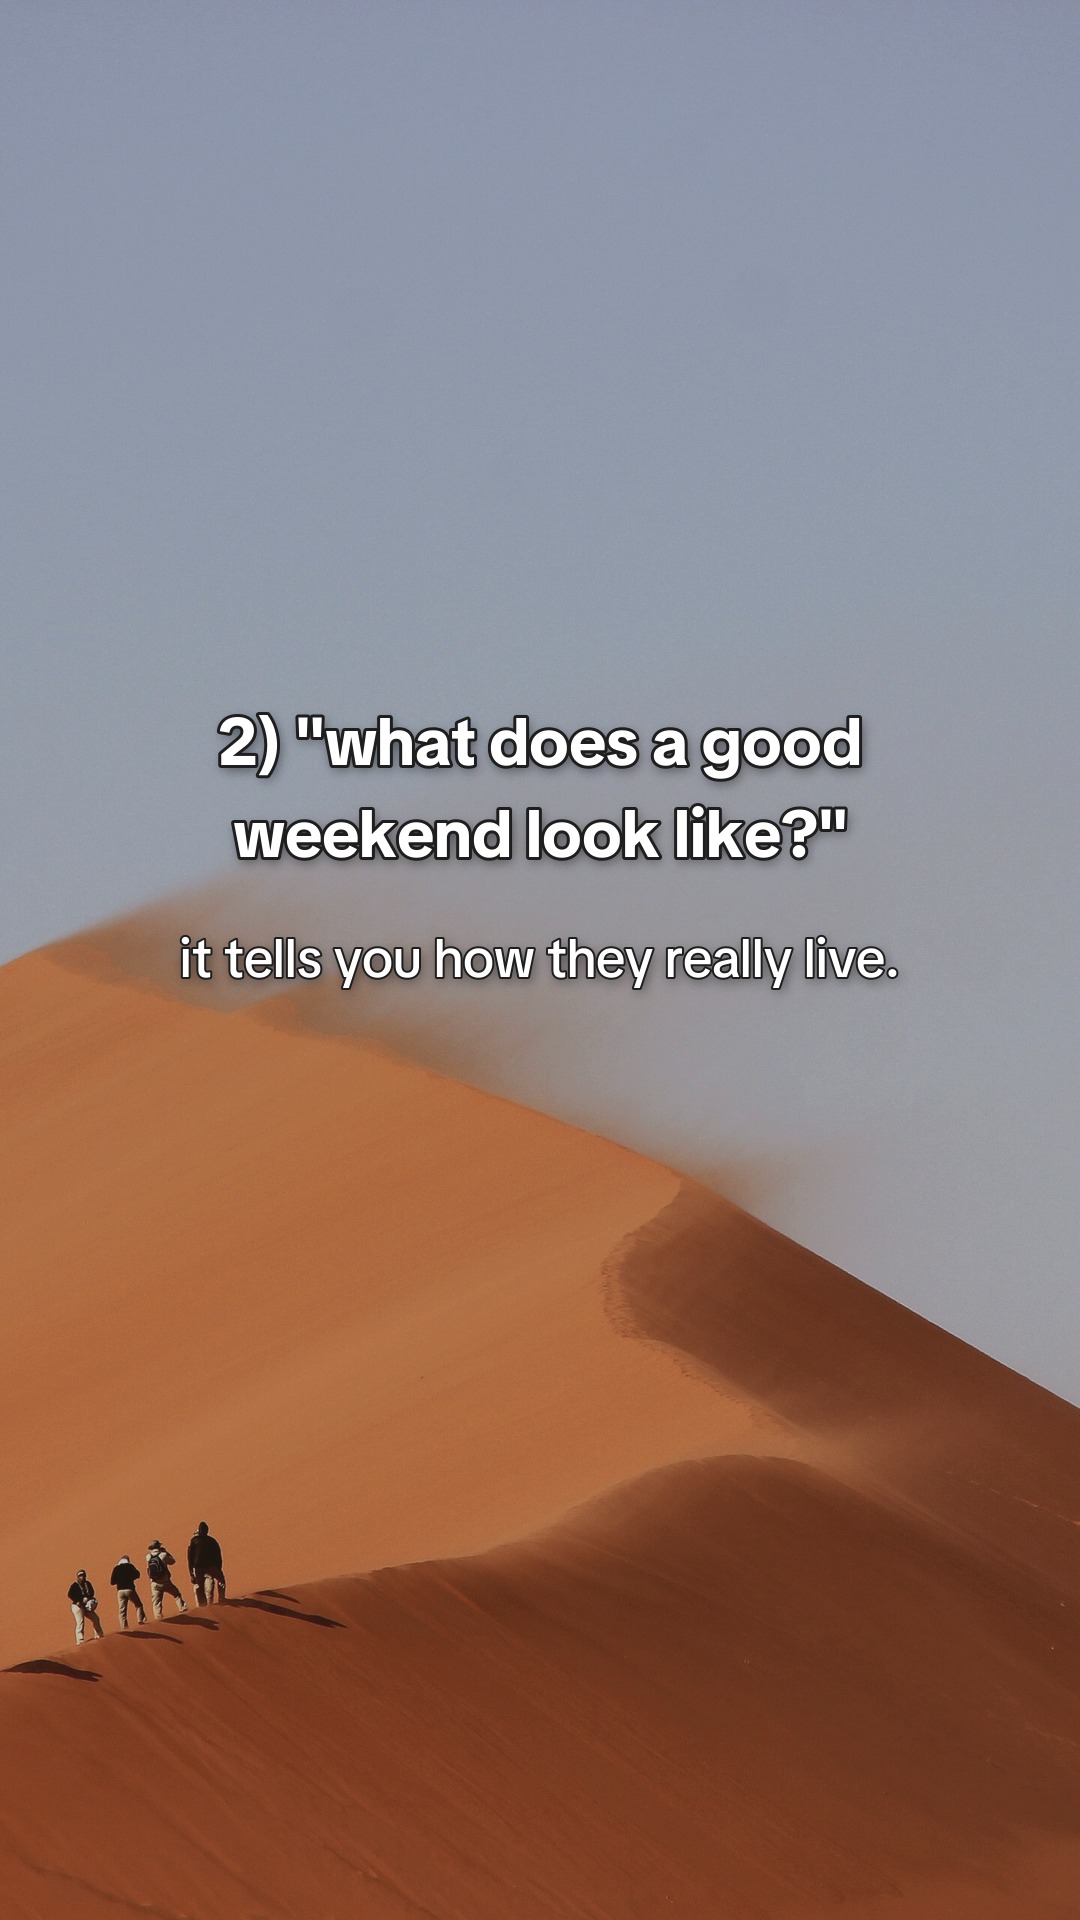 2) "what does a good
weekend look like?"
it tells you how they really live.